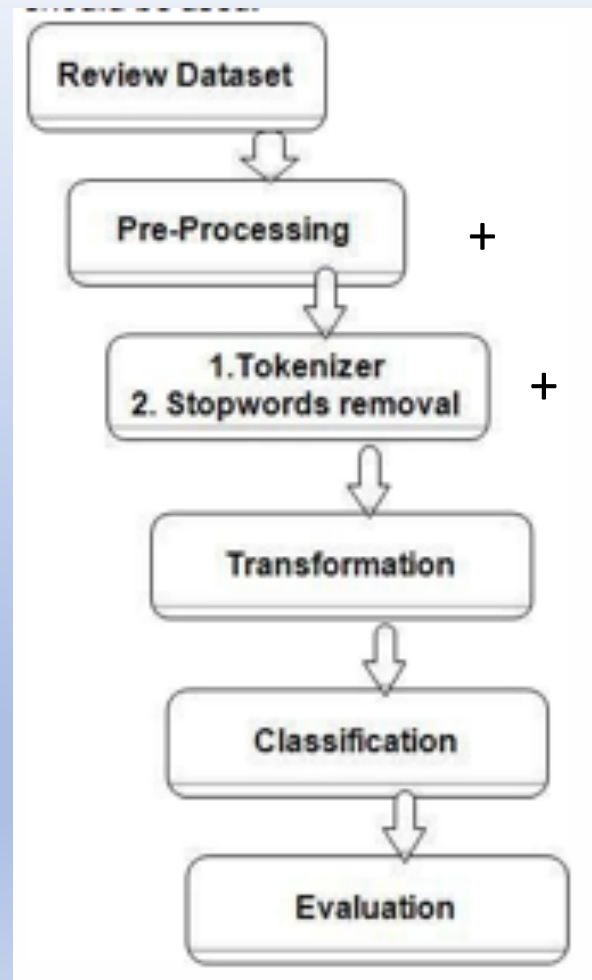 Review Dataset
Pre-Processing
+
1.Tokenizer
2. Stopwords removal
+
Transformation
Classification
Evaluation